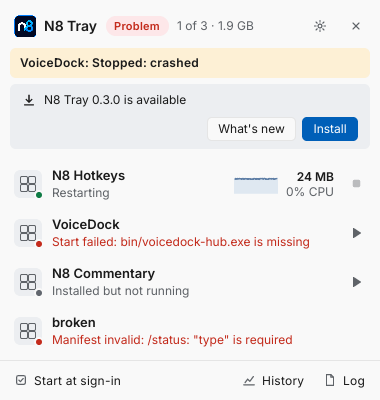 n8 N8 Tray Problem 1 of 3 · 1.9 GB
VoiceDock: Stopped: crashed
N8 Tray 0.3.0 is available
What's new Install
N8 Hotkeys 24 MB
Restarting 0% CPU
VoiceDock
Start failed: bin/voicedock-hub.exe is missing
N8 Commentary
Installed but not running
broken
Manifest invalid: /status: "type" is required
Start at sign-in History Log